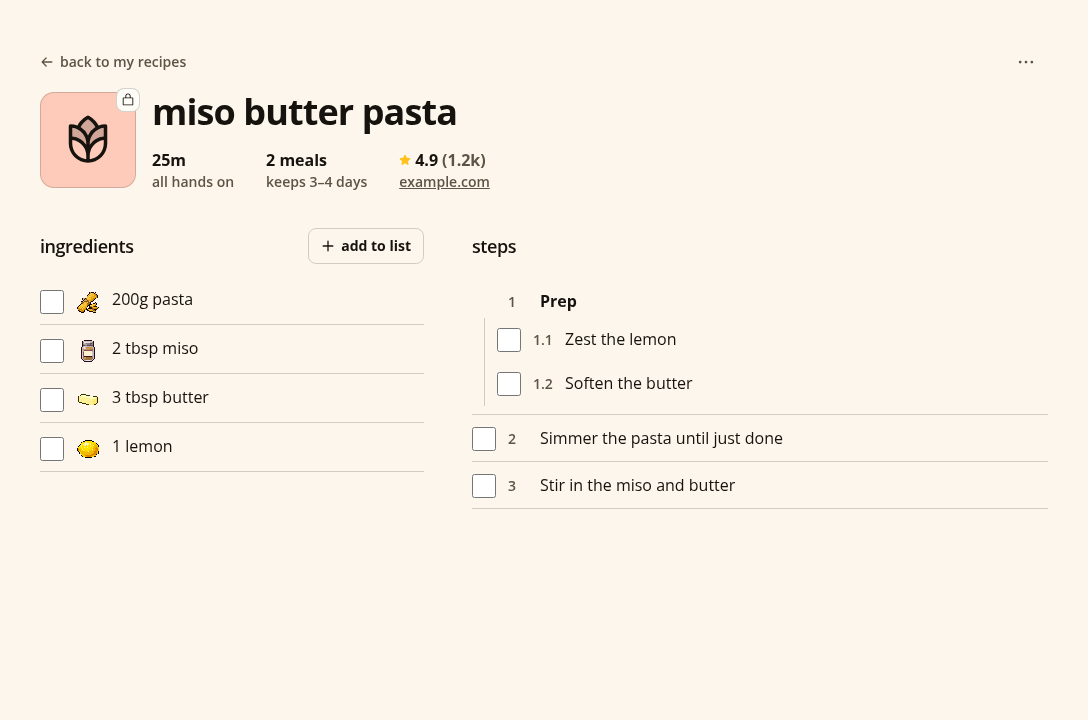 back to my recipes
miso butter pasta
25m
all hands on
2 meals
keeps 3–4 days
4.9 (1.2k)
example.com
ingredients
add to list
200g pasta
2 tbsp miso
3 tbsp butter
1 lemon
steps
1 Prep
1.1 Zest the lemon
1.2 Soften the butter
2 Simmer the pasta until just done
3 Stir in the miso and butter